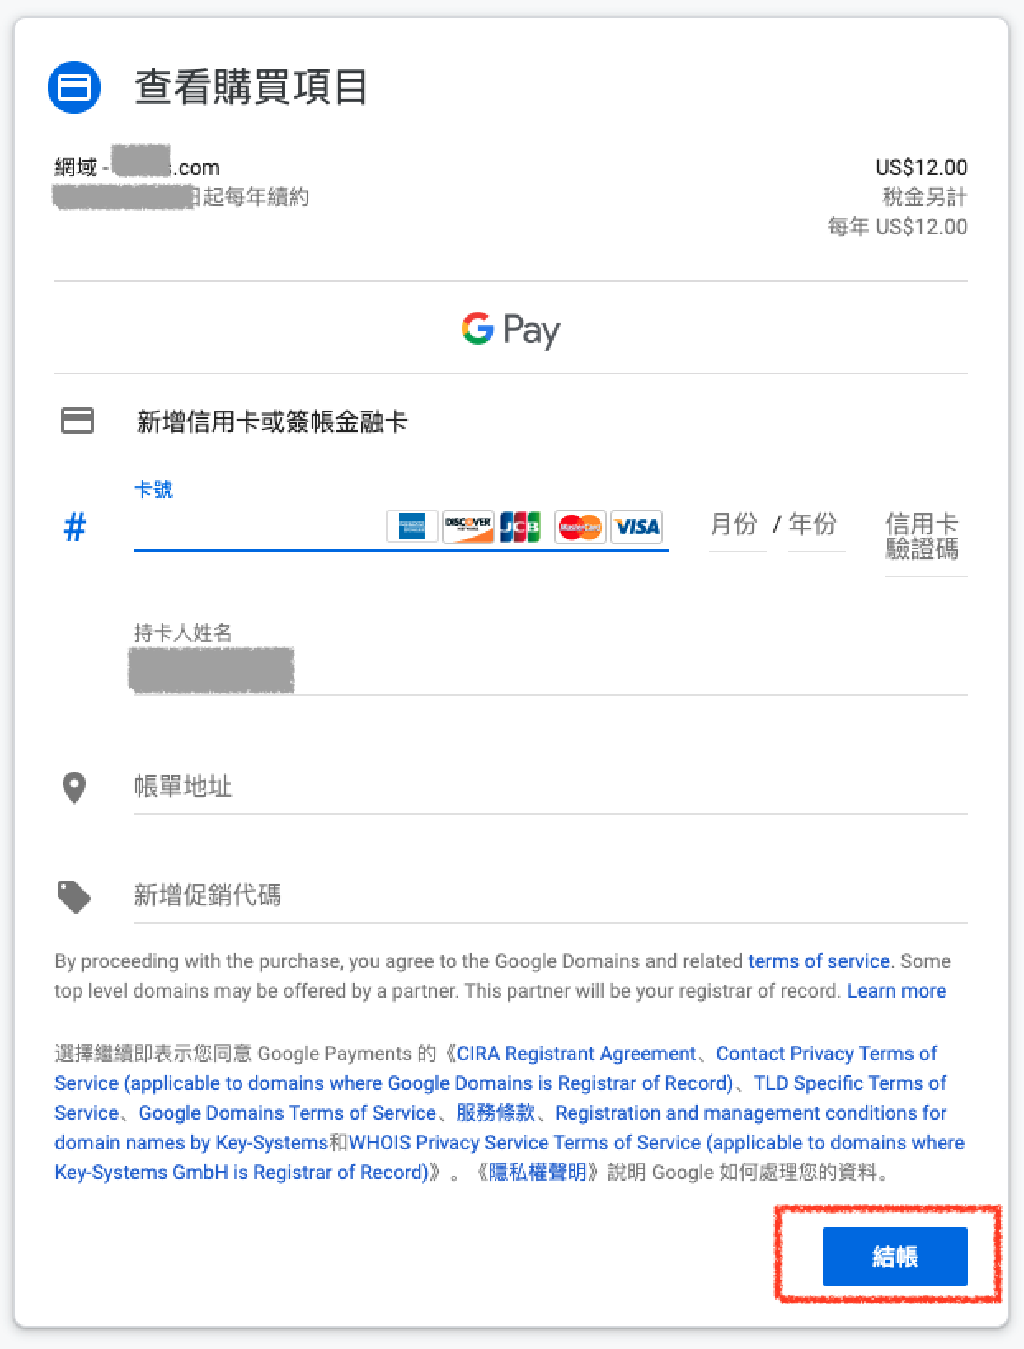 查看購買項目
網域 - .com
US$12.00
起每年續約
稅金另計
每年 US$12.00
G Pay
新增信用卡或簽帳金融卡
卡號
# AMERICAN EXPRESS DISCOVER JCB MasterCard VISA 月份 / 年份 信用卡
驗證碼
持卡人姓名
帳單地址
新增促銷代碼
By proceeding with the purchase, you agree to the Google Domains and related terms of service. Some
top level domains may be offered by a partner. This partner will be your registrar of record. Learn more
選擇繼續即表示您同意 Google Payments 的《CIRA Registrant Agreement、Contact Privacy Terms of
Service (applicable to domains where Google Domains is Registrar of Record)、TLD Specific Terms of
Service、Google Domains Terms of Service、服務條款、Registration and management conditions for
domain names by Key-Systems和WHOIS Privacy Service Terms of Service (applicable to domains where
Key-Systems GmbH is Registrar of Record)》。《隱私權聲明》說明 Google 如何處理您的資料。
結帳